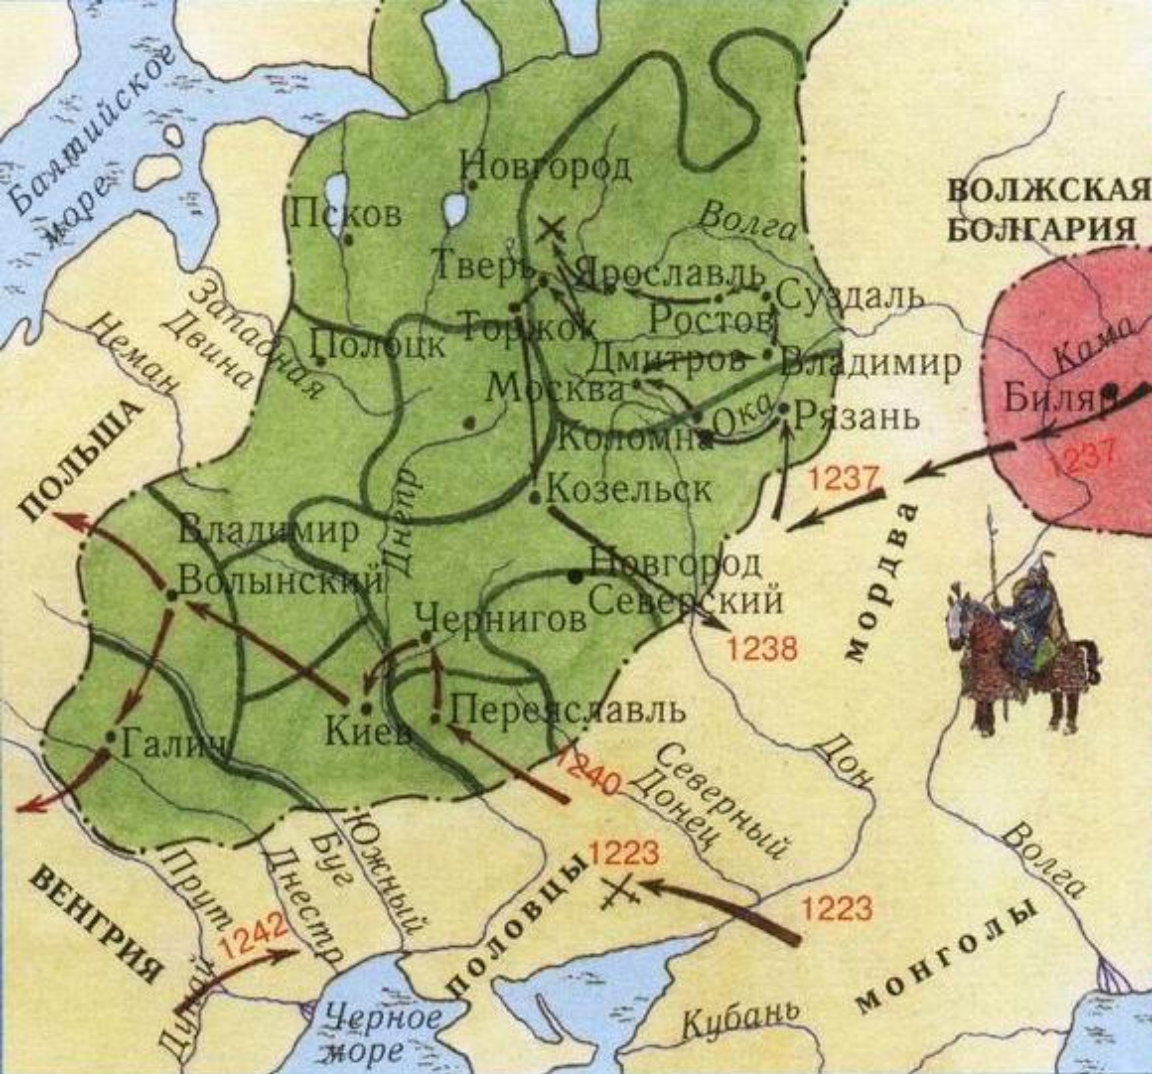 Балтийское
море
Новгород
Псков
ВОЛЖСКАЯ
БОЛГАРИЯ
Волга
Тверь
Ярославль
Суздаль
Западная
Двина
Неман
Ростов
Торжок
Полоцк
Дмитров
Владимир
Кама
Москва
Биляр
Ока
Рязань
Коломна
ПОЛЬША
1237
1237
Козельск
Днепр
Владимир
Волынский
МОРДВА
Новгород
Северский
Чернигов
1238
Переяславль
Киев
Галич
Дон
1240
Северный
Донец
Южный
Буг
Днестр
Прут
1223
1223
Волга
ВЕНГРИЯ
ПОЛОВЦЫ
МОНГОЛЫ
1242
Дунай
Черное
море
Кубань